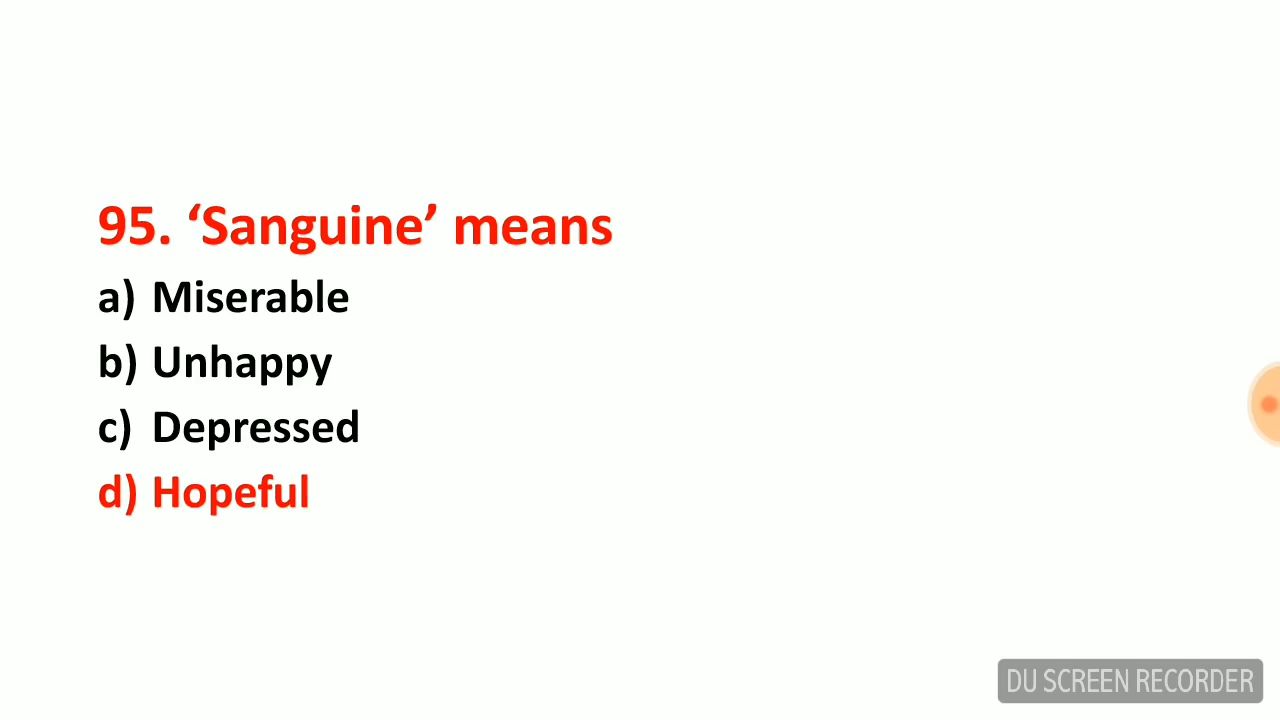 95. ‘Sanguine’ means
a) Miserable
b) Unhappy
c) Depressed
d) Hopeful
DU SCREEN RECORDER